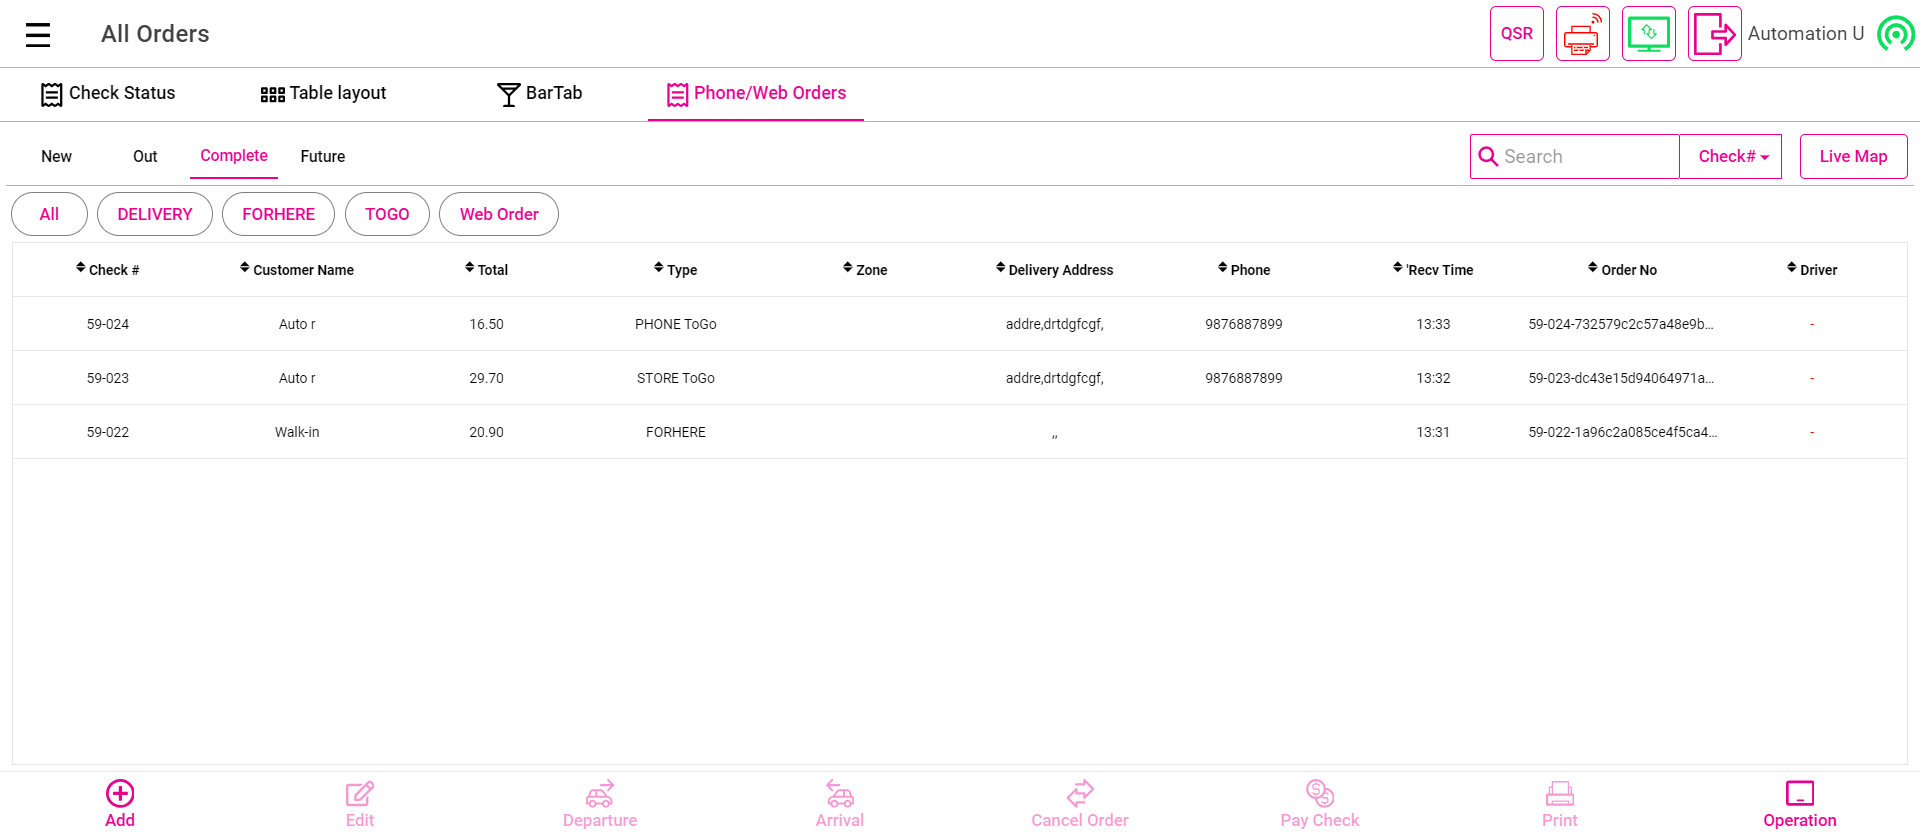 All Orders
QSR
Automation U
Check Status
Table layout
BarTab
Phone/Web Orders
New
Out
Complete
Future
Search
Check#
Live Map
All
DELIVERY
FORHERE
TOGO
Web Order
Check # Customer Name Total Type Zone Delivery Address Phone 'Recv Time Order No Driver
59-024 Auto r 16.50 PHONE ToGo addre,drtdgfcgf, 9876887899 13:33 59-024-732579c2c57a48e9b... -
59-023 Auto r 29.70 STORE ToGo addre,drtdgfcgf, 9876887899 13:32 59-023-dc43e15d94064971a... -
59-022 Walk-in 20.90 FORHERE ,, 13:31 59-022-1a96c2a085ce4f5ca4... -
Add
Edit
Departure
Arrival
Cancel Order
Pay Check
Print
Operation